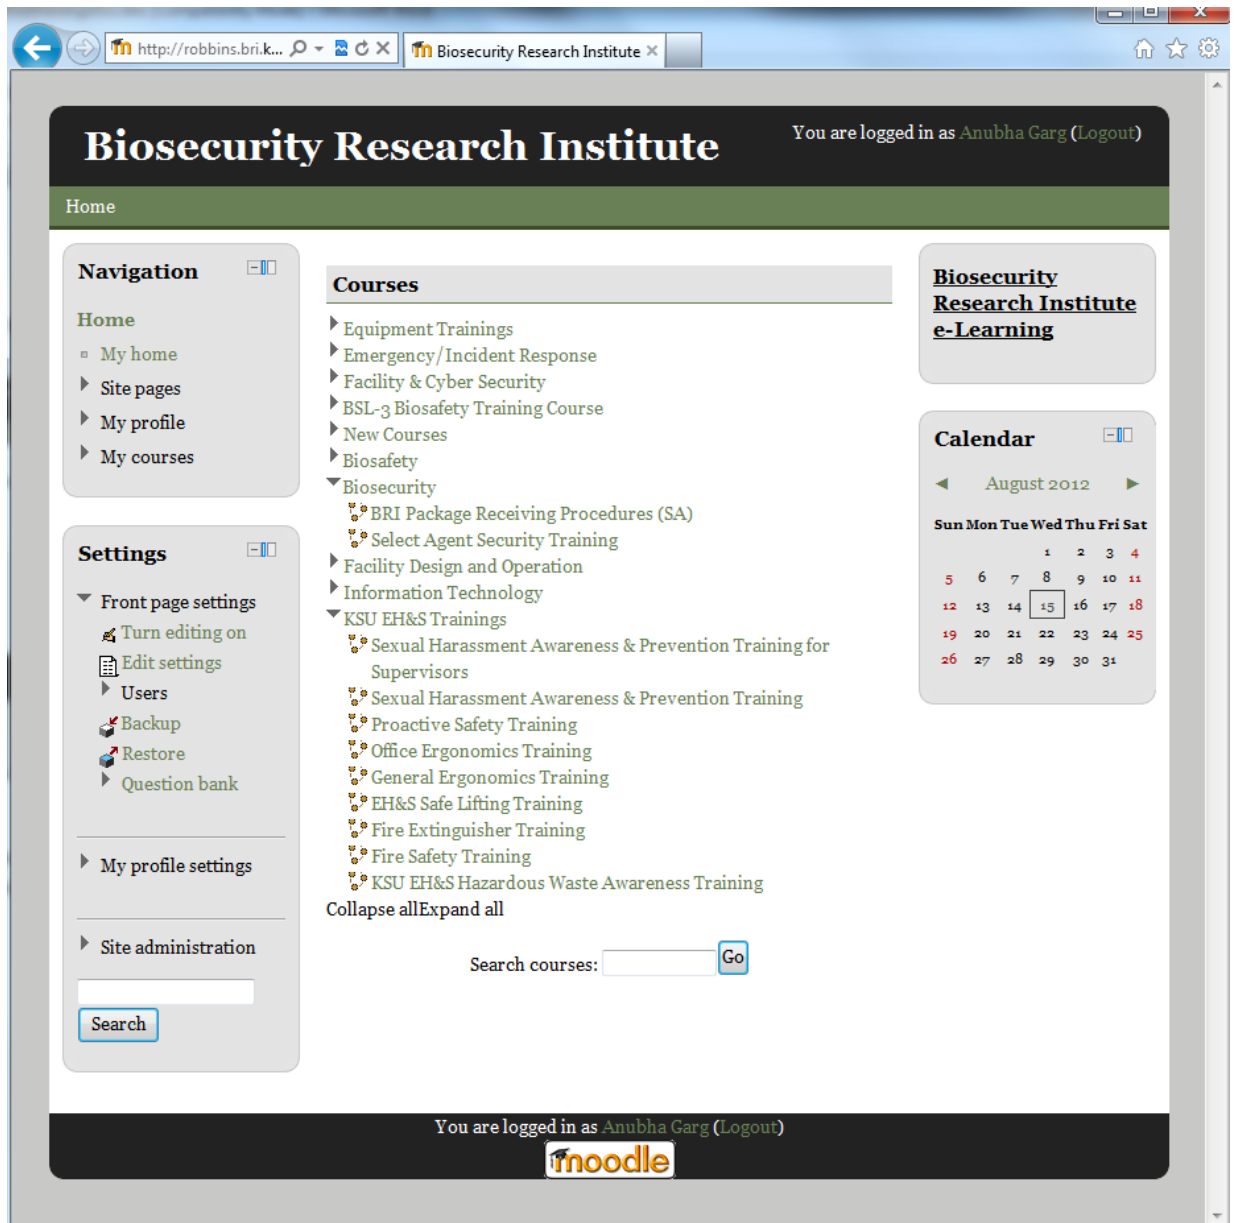 http://robbins.bri.k...
Biosecurity Research Institute
Biosecurity Research Institute
You are logged in as Anubha Garg (Logout)
Home
Navigation
Home
My home
Site pages
My profile
My courses
Settings
Front page settings
Turn editing on
Edit settings
Users
Backup
Restore
Question bank
My profile settings
Site administration
Search
Courses
Equipment Trainings
Emergency/Incident Response
Facility & Cyber Security
BSL-3 Biosafety Training Course
New Courses
Biosafety
Biosecurity
BRI Package Receiving Procedures (SA)
Select Agent Security Training
Facility Design and Operation
Information Technology
KSU EH&S Trainings
Sexual Harassment Awareness & Prevention Training for
Supervisors
Sexual Harassment Awareness & Prevention Training
Proactive Safety Training
Office Ergonomics Training
General Ergonomics Training
EH&S Safe Lifting Training
Fire Extinguisher Training
Fire Safety Training
KSU EH&S Hazardous Waste Awareness Training
Collapse allExpand all
Search courses: Go
Biosecurity
Research Institute
e-Learning
Calendar
August 2012
Sun Mon Tue Wed Thu Fri Sat
1 2 3 4
5 6 7 8 9 10 11
12 13 14 15 16 17 18
19 20 21 22 23 24 25
26 27 28 29 30 31
You are logged in as Anubha Garg (Logout)
moodle